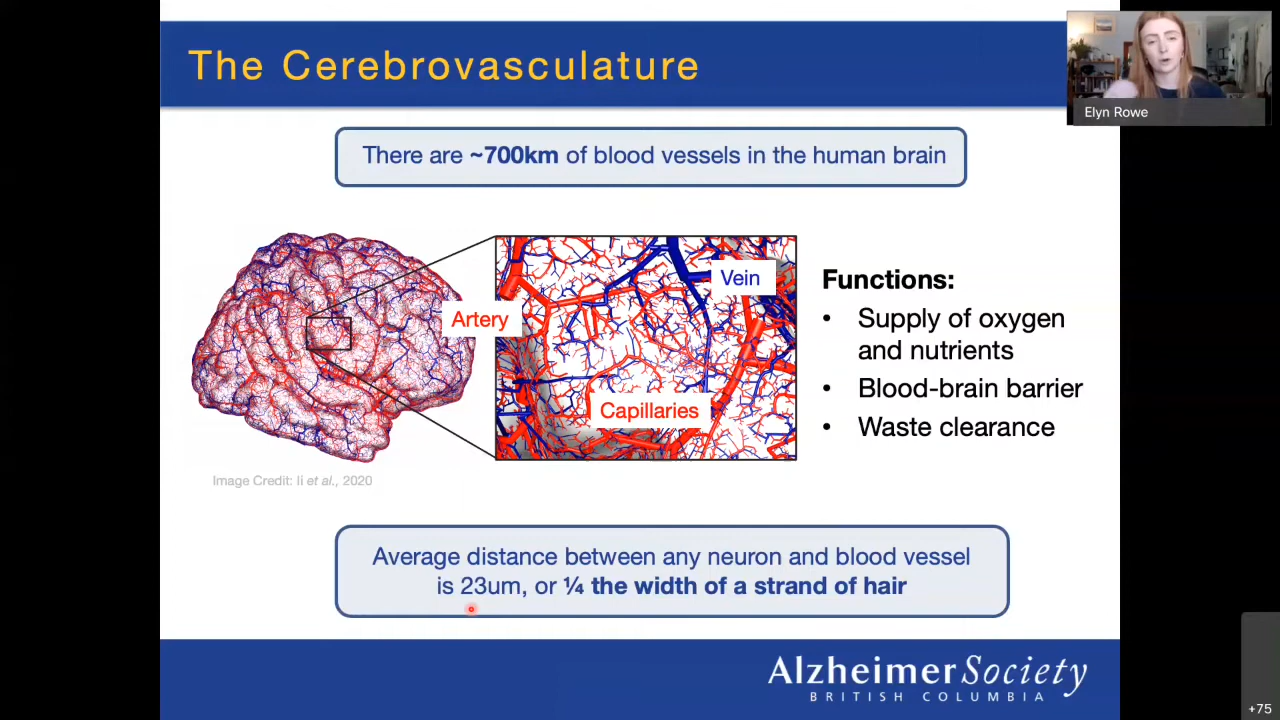 The Cerebrovasculature
Elyn Rowe
There are ~700km of blood vessels in the human brain
Artery
Vein
Capillaries
Functions:
• Supply of oxygen
and nutrients
• Blood-brain barrier
• Waste clearance
Image Credit: Ii et al., 2020
Average distance between any neuron and blood vessel
is 23um, or ¼ the width of a strand of hair
AlzheimerSociety
BRITISH COLUMBIA
+75